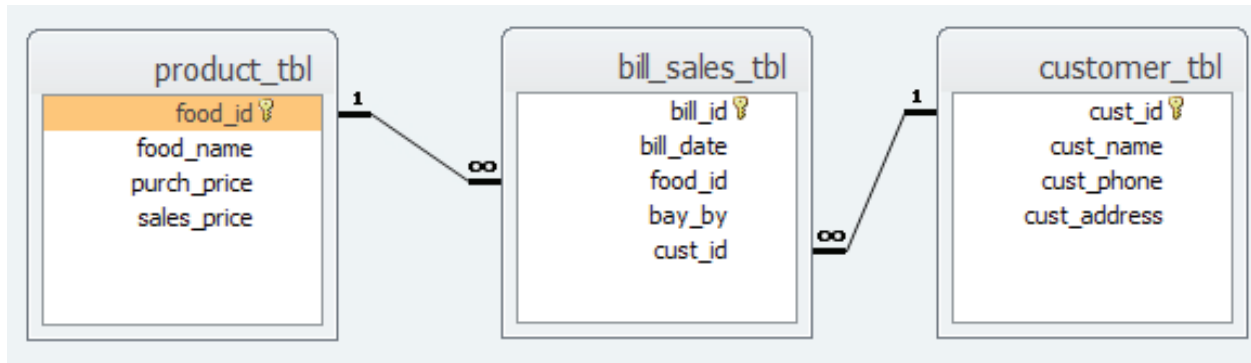 product_tbl
food_id
food_name
purch_price
sales_price
1
∞
bill_sales_tbl
bill_id
bill_date
food_id
bay_by
cust_id
1
∞
customer_tbl
cust_id
cust_name
cust_phone
cust_address